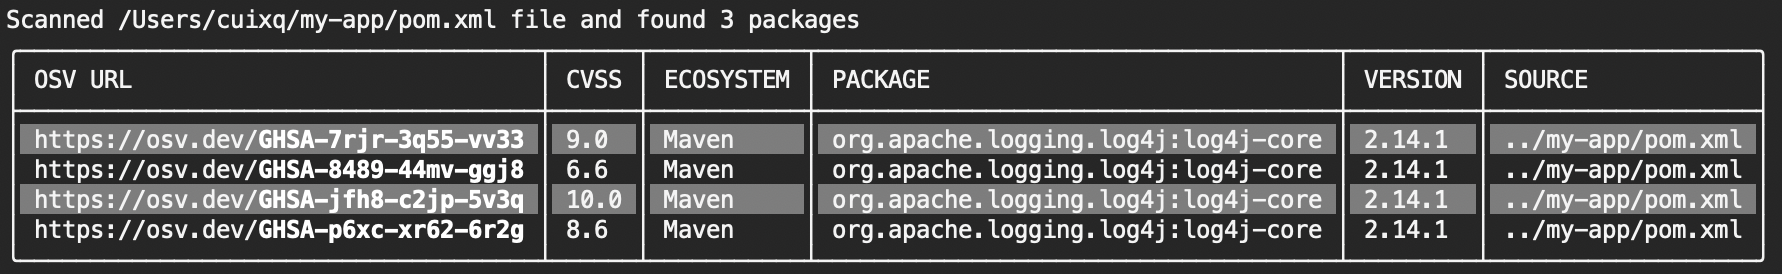 Scanned /Users/cuixq/my-app/pom.xml file and found 3 packages
OSV URL CVSS ECOSYSTEM PACKAGE VERSION SOURCE
https://osv.dev/GHSA-7rjr-3q55-vv33 9.0 Maven org.apache.logging.log4j:log4j-core 2.14.1 ../my-app/pom.xml
https://osv.dev/GHSA-8489-44mv-ggj8 6.6 Maven org.apache.logging.log4j:log4j-core 2.14.1 ../my-app/pom.xml
https://osv.dev/GHSA-jfh8-c2jp-5v3q 10.0 Maven org.apache.logging.log4j:log4j-core 2.14.1 ../my-app/pom.xml
https://osv.dev/GHSA-p6xc-xr62-6r2g 8.6 Maven org.apache.logging.log4j:log4j-core 2.14.1 ../my-app/pom.xml